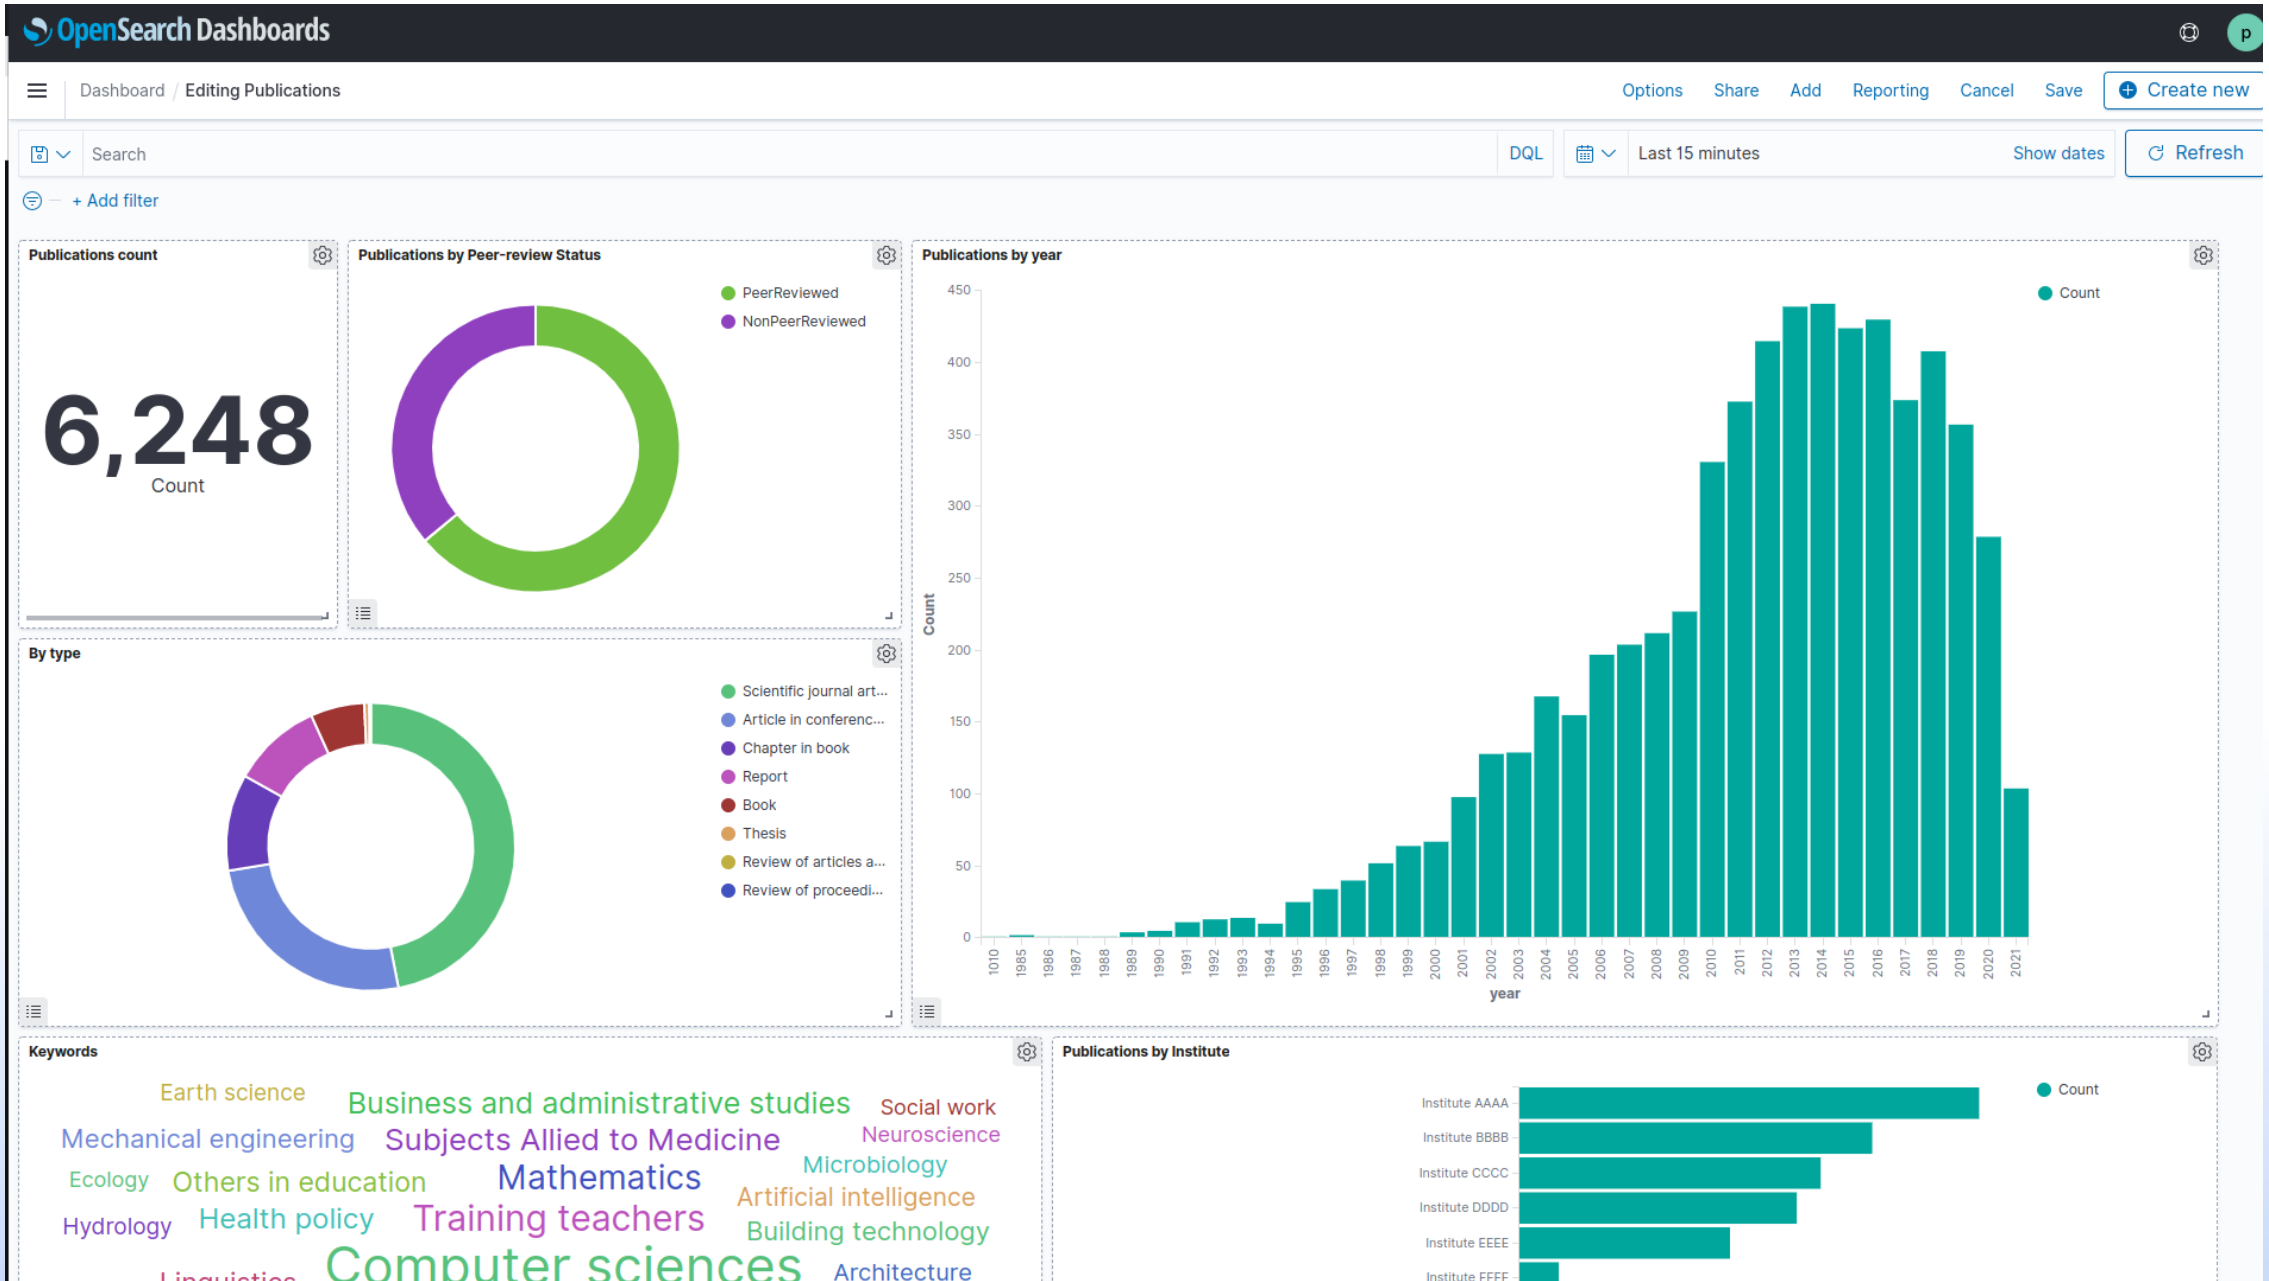 OpenSearch Dashboards
p
Dashboard / Editing Publications
Options Share Add Reporting Cancel Save Create new
Search
DQL
Last 15 minutes
Show dates
Refresh
+ Add filter
Publications count
6,248
Count
Publications by Peer-review Status
PeerReviewed
NonPeerReviewed
By type
Scientific journal art...
Article in conferenc...
Chapter in book
Report
Book
Thesis
Review of articles a...
Review of proceedi...
Publications by year
Count
450
400
350
300
250
200
150
100
50
0
Count
1010 1985 1986 1987 1988 1989 1990 1991 1992 1993 1994 1995 1996 1997 1998 1999 2000 2001 2002 2003 2004 2005 2006 2007 2008 2009 2010 2011 2012 2013 2014 2015 2016 2017 2018 2019 2020 2021
year
Keywords
Earth science
Business and administrative studies
Social work
Mechanical engineering
Subjects Allied to Medicine
Neuroscience
Ecology
Others in education
Mathematics
Microbiology
Artificial intelligence
Hydrology
Health policy
Training teachers
Building technology
Linguistics
Computer sciences
Architecture
Publications by Institute
Count
Institute AAAA
Institute BBBB
Institute CCCC
Institute DDDD
Institute EEEE
Institute FFFF